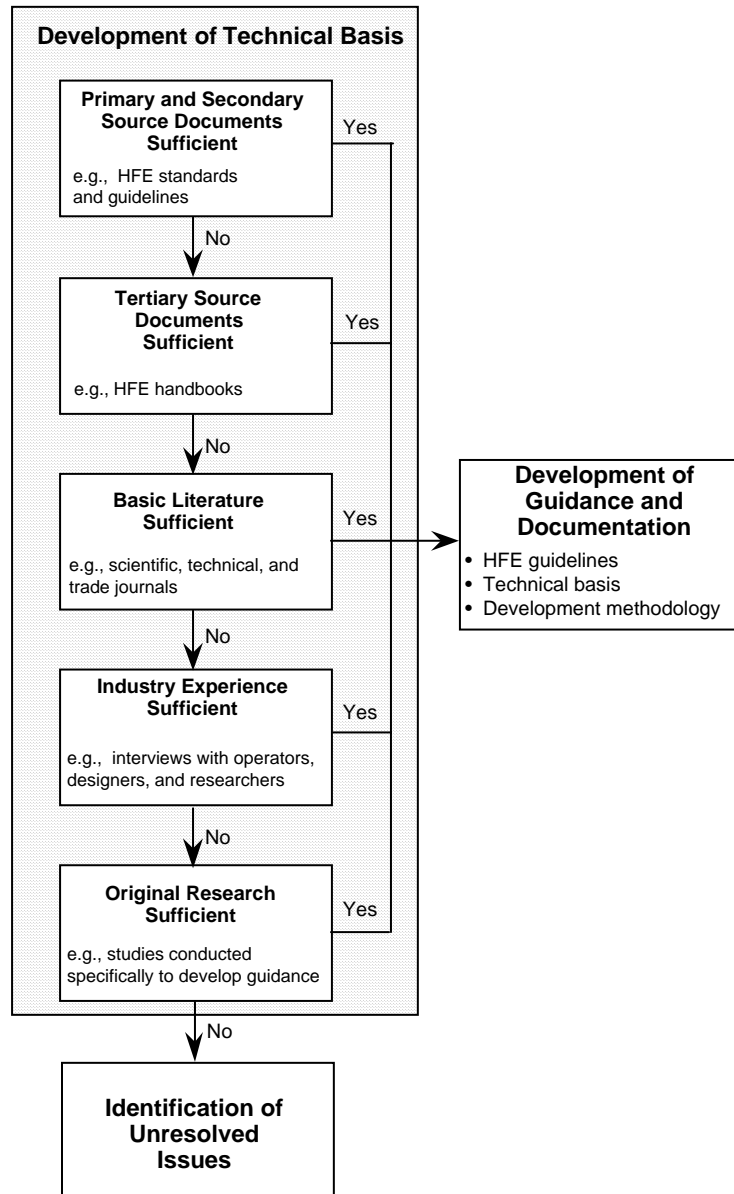 Development of Technical Basis
Primary and Secondary
Source Documents
Sufficient
e.g., HFE standards
and guidelines
Yes
No
Tertiary Source
Documents
Sufficient
e.g., HFE handbooks
Yes
No
Basic Literature
Sufficient
e.g., scientific, technical, and
trade journals
Yes
No
Industry Experience
Sufficient
e.g., interviews with operators,
designers, and researchers
Yes
No
Original Research
Sufficient
e.g., studies conducted
specifically to develop guidance
Yes
No
Identification of
Unresolved
Issues
Development of
Guidance and
Documentation
• HFE guidelines
• Technical basis
• Development methodology